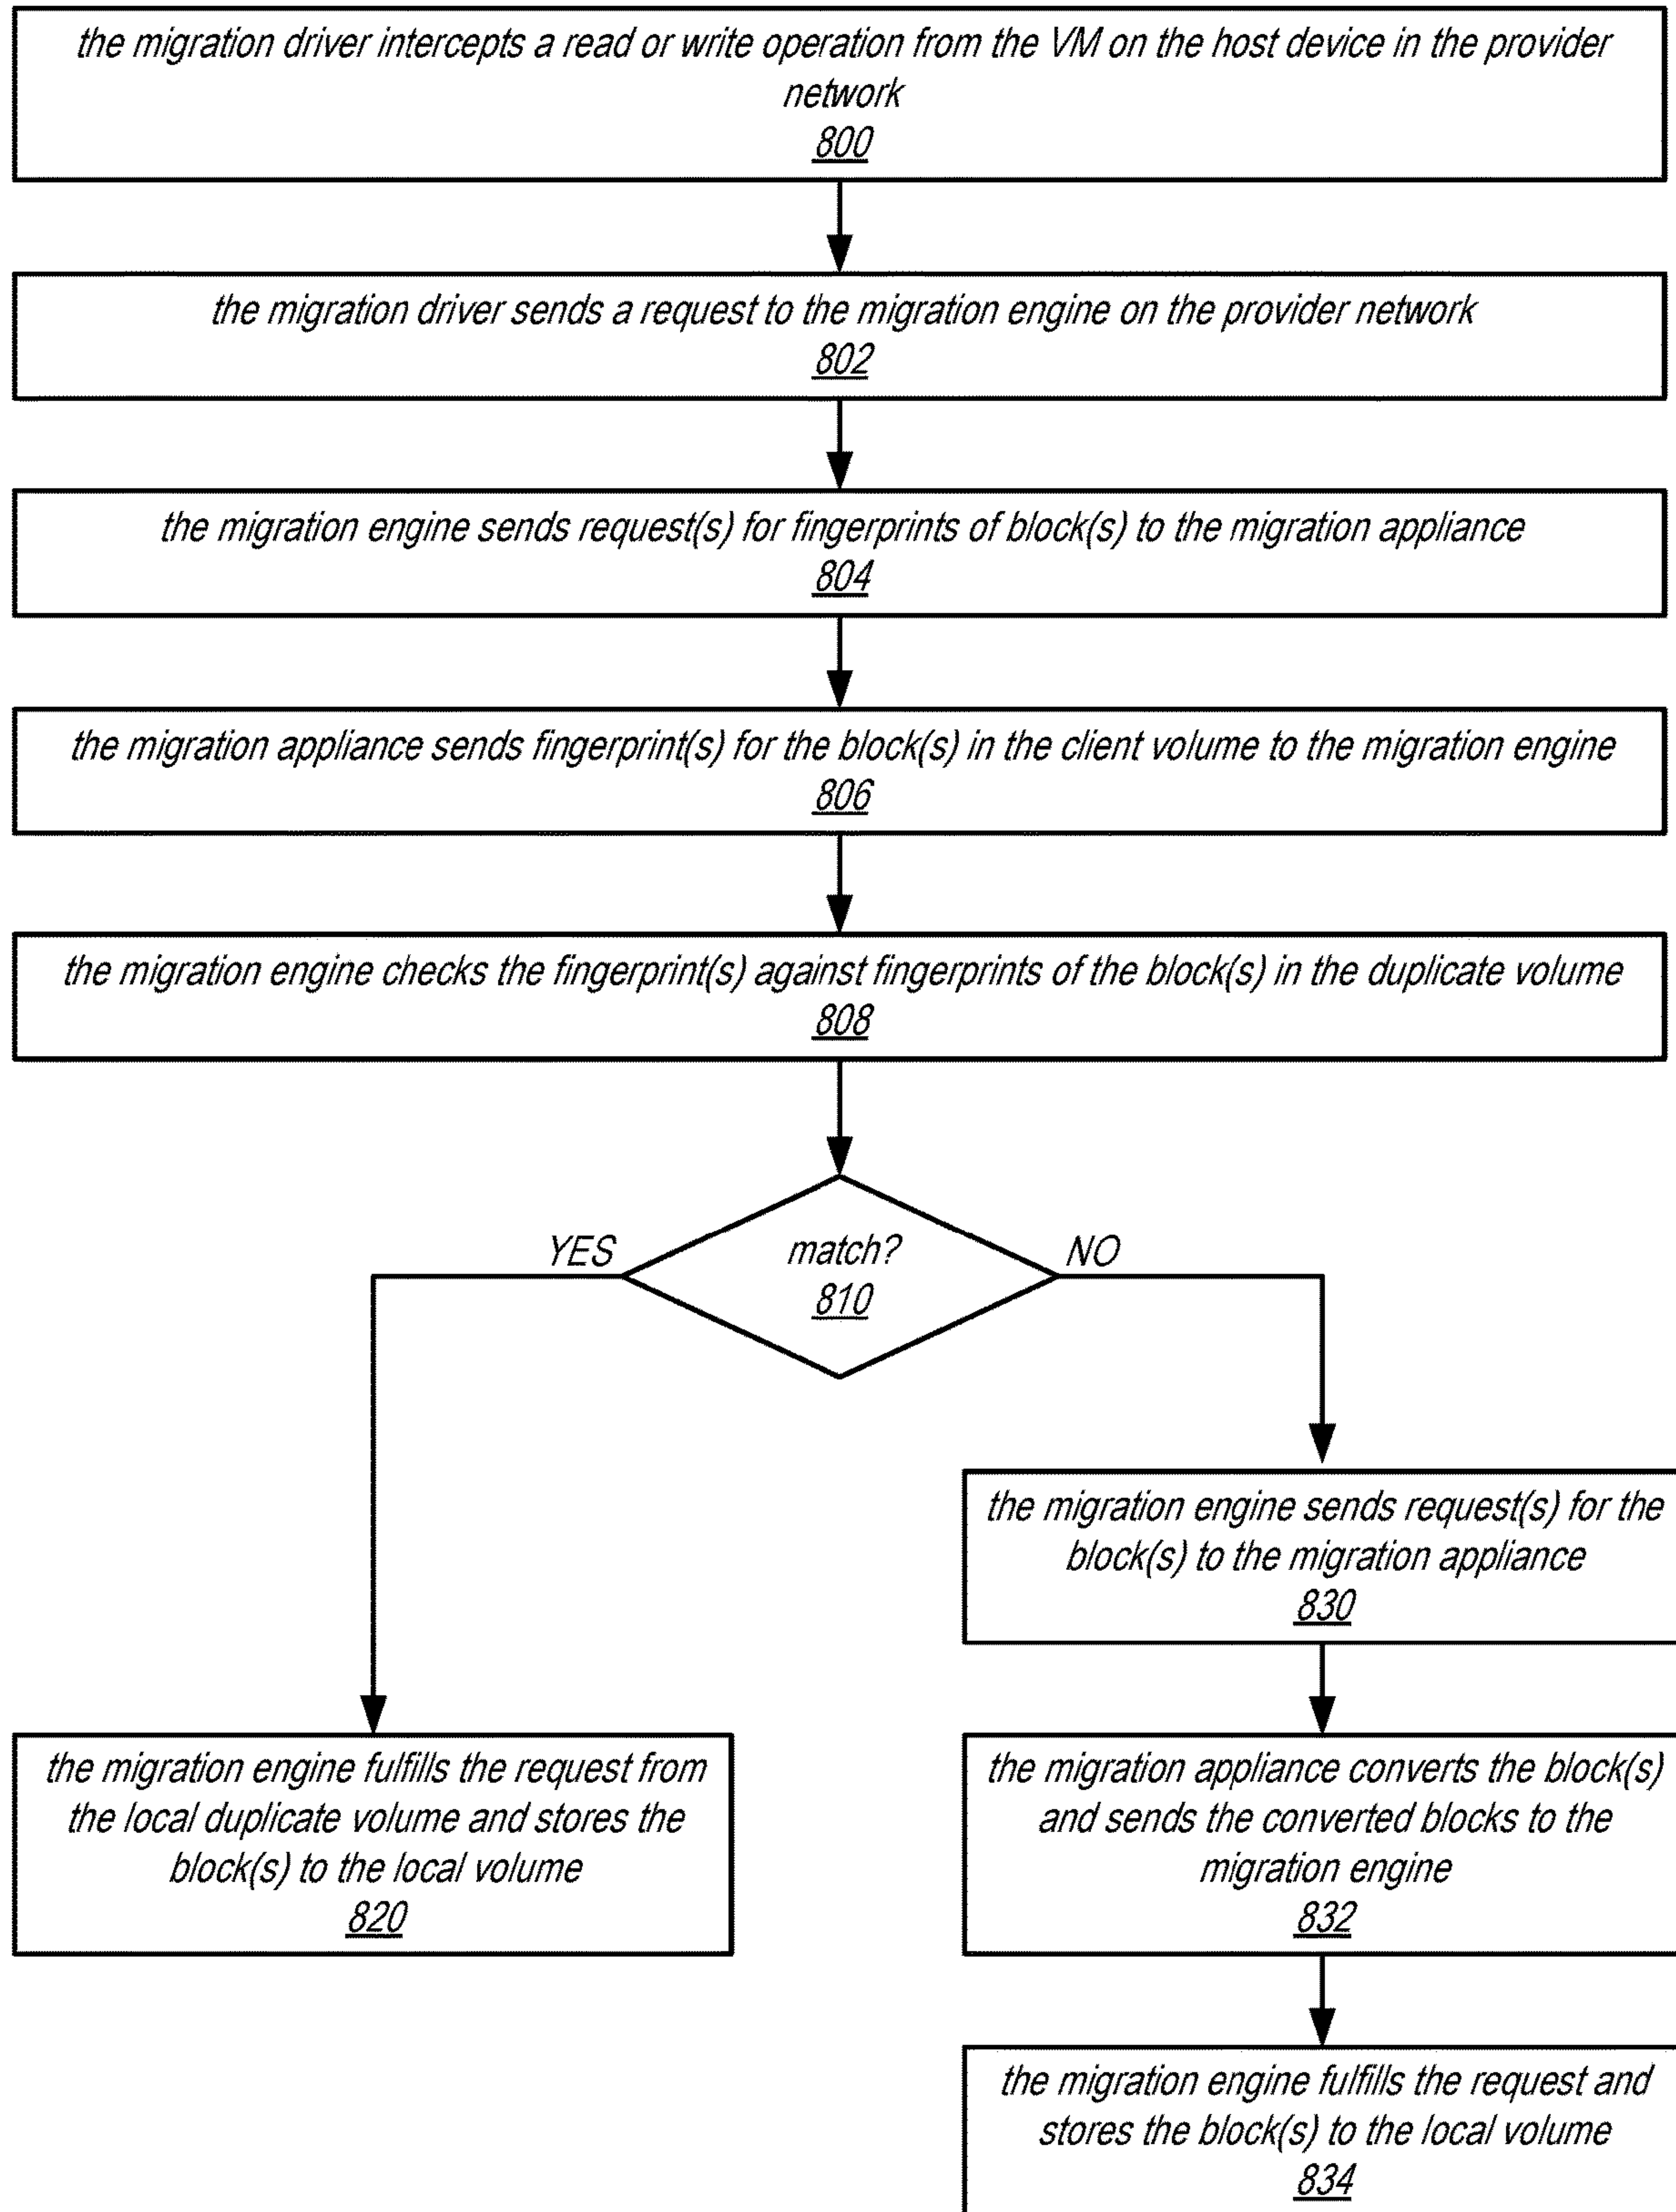 the migration driver intercepts a read or write operation from the VM on the host device in the provider
network
800
the migration driver sends a request to the migration engine on the provider network
802
the migration engine sends request(s) for fingerprints of block(s) to the migration appliance
804
the migration appliance sends fingerprint(s) for the block(s) in the client volume to the migration engine
806
the migration engine checks the fingerprint(s) against fingerprints of the block(s) in the duplicate volume
808
YES
match?
NO
810
the migration engine sends request(s) for the
block(s) to the migration appliance
830
the migration engine fulfills the request from
the local duplicate volume and stores the
block(s) to the local volume
820
the migration appliance converts the block(s)
and sends the converted blocks to the
migration engine
832
the migration engine fulfills the request and
stores the block(s) to the local volume
834